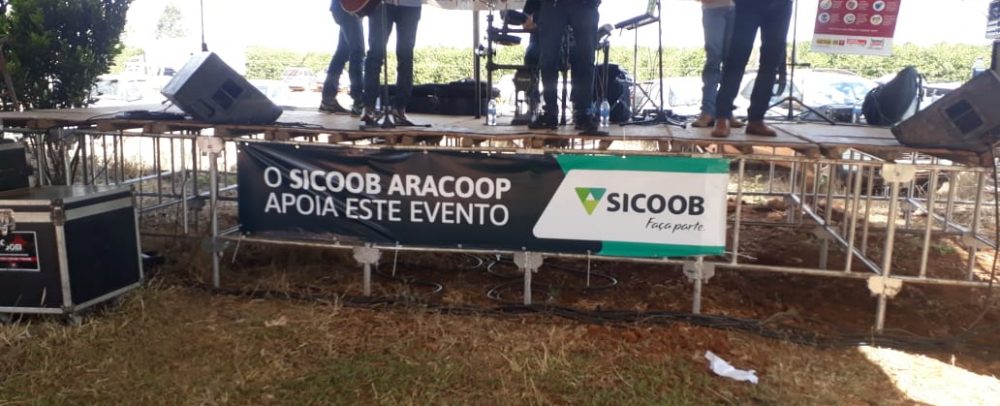 O SICOOB ARACOOP
APOIA ESTE EVENTO
SICOOB
Faça parte.